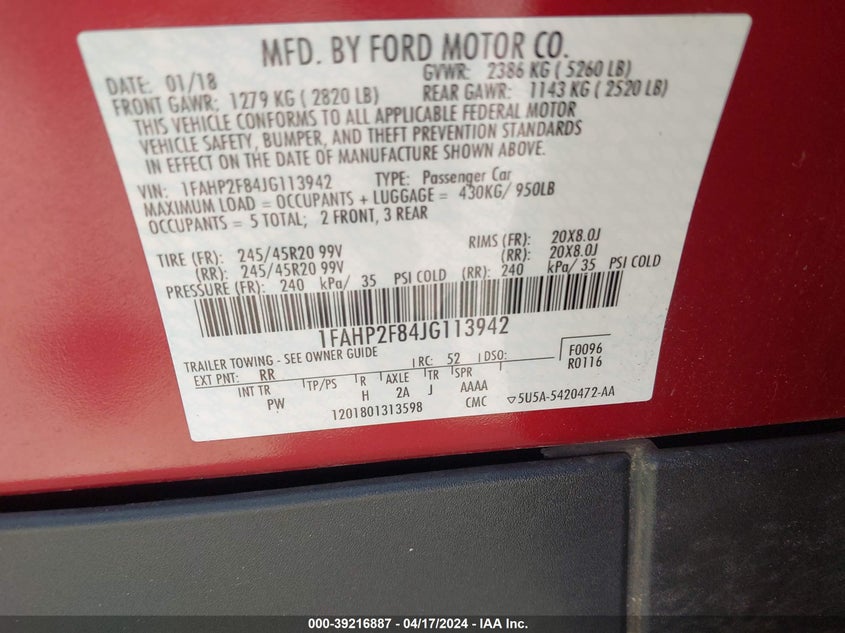 MFD. BY FORD MOTOR CO.
DATE: 01/18 GVWR: 2386 KG ( 5260 LB)
FRONT GAWR: 1279 KG ( 2820 LB) REAR GAWR: 1143 KG ( 2520 LB)
THIS VEHICLE CONFORMS TO ALL APPLICABLE FEDERAL MOTOR
VEHICLE SAFETY, BUMPER, AND THEFT PREVENTION STANDARDS
IN EFFECT ON THE DATE OF MANUFACTURE SHOWN ABOVE.
VIN: 1FAHP2F84JG113942 TYPE: Passenger Car
MAXIMUM LOAD = OCCUPANTS + LUGGAGE = 430KG/ 950LB
OCCUPANTS = 5 TOTAL; 2 FRONT, 3 REAR
TIRE (FR): 245/45R20 99V RIMS (FR): 20X8.0J
(RR): 245/45R20 99V (RR): 20X8.0J
PRESSURE (FR): 240 kPa/ 35 PSI COLD (RR): 240 kPa/ 35 PSI COLD
1FAHP2F84JG113942
TRAILER TOWING - SEE OWNER GUIDE
EXT PNT: RR RC: 52 DSO: F0096
R0116
INT TR TP/PS R AXLE TR SPR
PW H 2A J AAAA
1201801313598 CMC ▽5U5A-5420472-AA
000-39216887 - 04/17/2024 - IAA Inc.